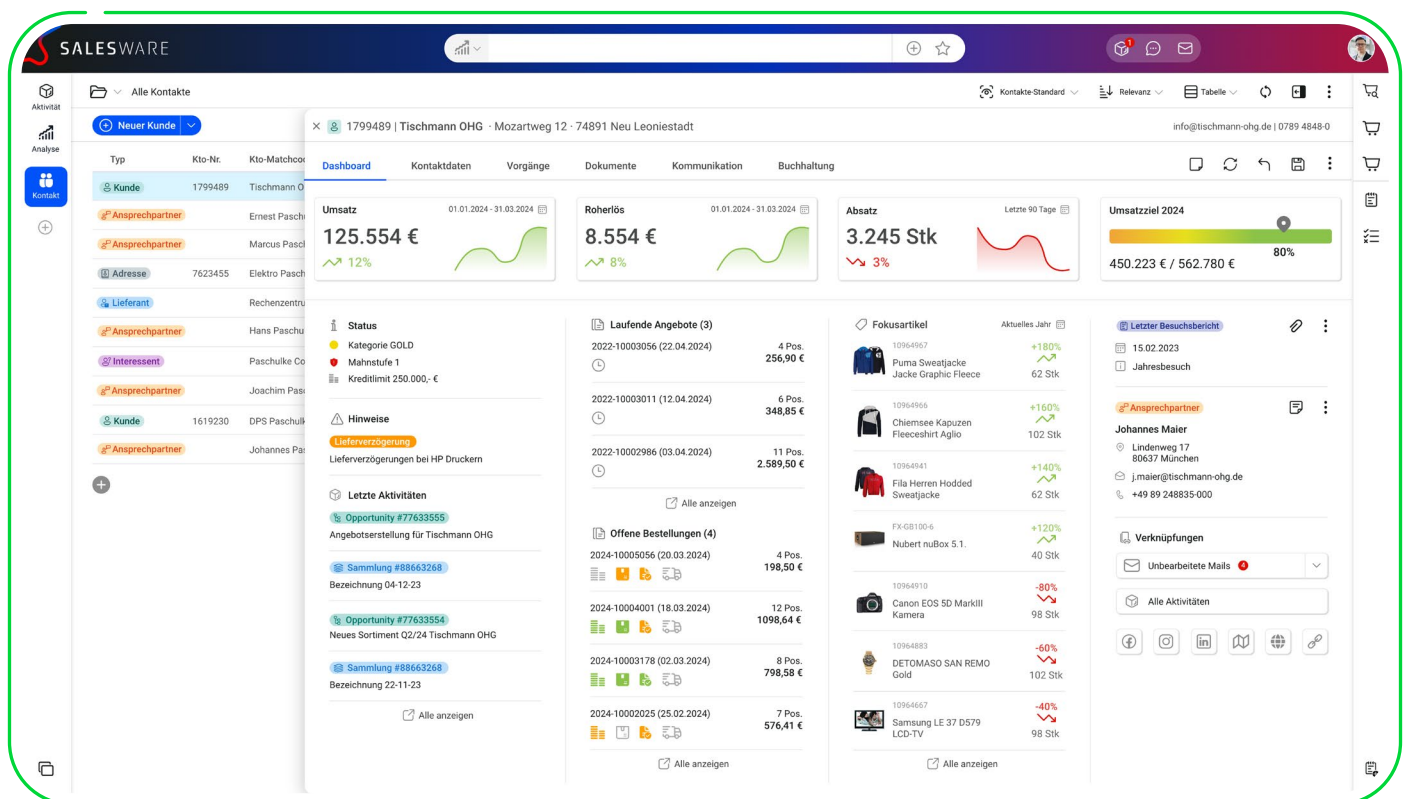 SALESWARE
1
Aktivität
Analyse
Kontakt
Alle Kontakte
Kontakte-Standard
Relevanz
Tabelle
Neuer Kunde
Typ Kto-Nr. Kto-Matchcod
Kunde 1799489 Tischmann O
Ansprechpartner Ernest Pasch
Ansprechpartner Marcus Pasc
Adresse 7623455 Elektro Pasch
Lieferant Rechenzentru
Ansprechpartner Hans Paschu
Interessent Paschulke Co
Ansprechpartner Joachim Pas
Kunde 1619230 DPS Paschulk
Ansprechpartner Johannes Pas
1799489 | Tischmann OHG · Mozartweg 12 · 74891 Neu Leoniestadt
info@tischmann-ohg.de | 0789 4848-0
Dashboard Kontaktdaten Vorgänge Dokumente Kommunikation Buchhaltung
Umsatz 01.01.2024 - 31.03.2024
125.554 €
12%
Roherlös 01.01.2024 - 31.03.2024
8.554 €
8%
Absatz Letzte 90 Tage
3.245 Stk
3%
Umsatzziel 2024
80%
450.223 € / 562.780 €
Status
Kategorie GOLD
Mahnstufe 1
Kreditlimit 250.000,- €
Hinweise
Lieferverzögerung
Lieferverzögerungen bei HP Druckern
Letzte Aktivitäten
Opportunity #77633555
Angebotserstellung für Tischmann OHG
Sammlung #88663268
Bezeichnung 04-12-23
Opportunity #77633554
Neues Sortiment Q2/24 Tischmann OHG
Sammlung #88663268
Bezeichnung 22-11-23
Alle anzeigen
Laufende Angebote (3)
2022-10003056 (22.04.2024) 4 Pos.
256,90 €
2022-10003011 (12.04.2024) 6 Pos.
348,85 €
2022-10002986 (03.04.2024) 11 Pos.
2.589,50 €
Alle anzeigen
Offene Bestellungen (4)
2024-10005056 (20.03.2024) 4 Pos.
198,50 €
2024-10004001 (18.03.2024) 12 Pos.
1098,64 €
2024-10003178 (02.03.2024) 8 Pos.
798,58 €
2024-10002025 (25.02.2024) 7 Pos.
576,41 €
Alle anzeigen
Fokusartikel Aktuelles Jahr
10964967 +180%
Puma Sweatjacke
Jacke Graphic Fleece 62 Stk
10964966 +160%
Chiemsee Kapuzen
Fleeceshirt Aglio 102 Stk
10964941 +140%
Fila Herren Hodded
Sweatjacke 62 Stk
FX-GB100-6 +120%
Nubert nuBox 5.1.
40 Stk
10964910 -80%
Canon EOS 5D MarkIII
Kamera 98 Stk
10964883 -60%
DETOMASO SAN REMO
Gold 102 Stk
10964667 -40%
Samsung LE 37 D579
LCD-TV 98 Stk
Alle anzeigen
Letzter Besuchsbericht
15.02.2023
Jahresbesuch
Ansprechpartner
Johannes Maier
Lindenweg 17
80637 München
j.maier@tischmann-ohg.de
+49 89 248835-000
Verknüpfungen
Unbearbeitete Mails 4
Alle Aktivitäten